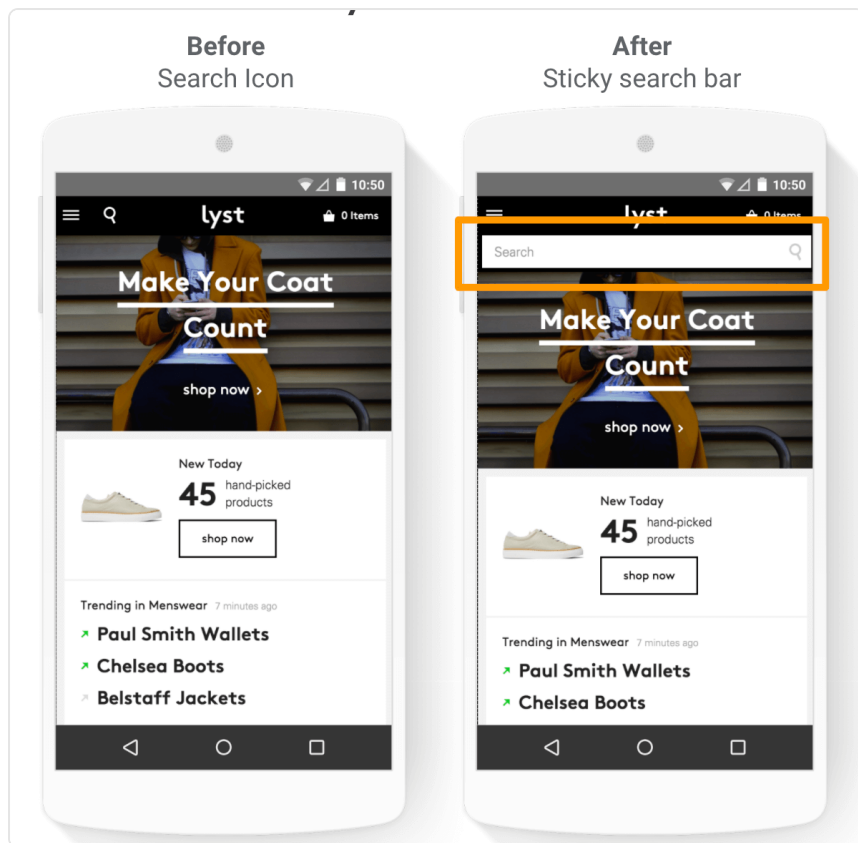 Before
Search Icon
10:50
lyst
0 Items
Make Your Coat
Count
shop now >
New Today
45 hand-picked
products
shop now
Trending in Menswear 7 minutes ago
Paul Smith Wallets
Chelsea Boots
Belstaff Jackets
After
Sticky search bar
10:50
lyst
0 Items
Search
Make Your Coat
Count
shop now >
New Today
45 hand-picked
products
shop now
Trending in Menswear 7 minutes ago
Paul Smith Wallets
Chelsea Boots